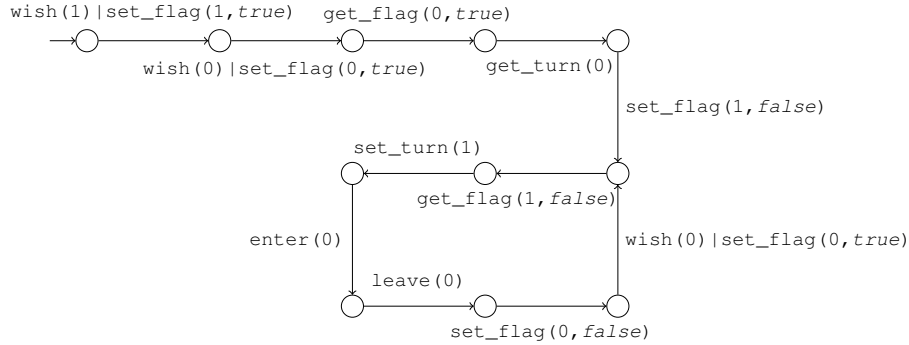 wish(1)|set_flag(1,true)
get_flag(0,true)
wish(0)|set_flag(0,true)
get_turn(0)
set_flag(1,false)
set_turn(1)
get_flag(1,false)
enter(0)
wish(0)|set_flag(0,true)
leave(0)
set_flag(0,false)